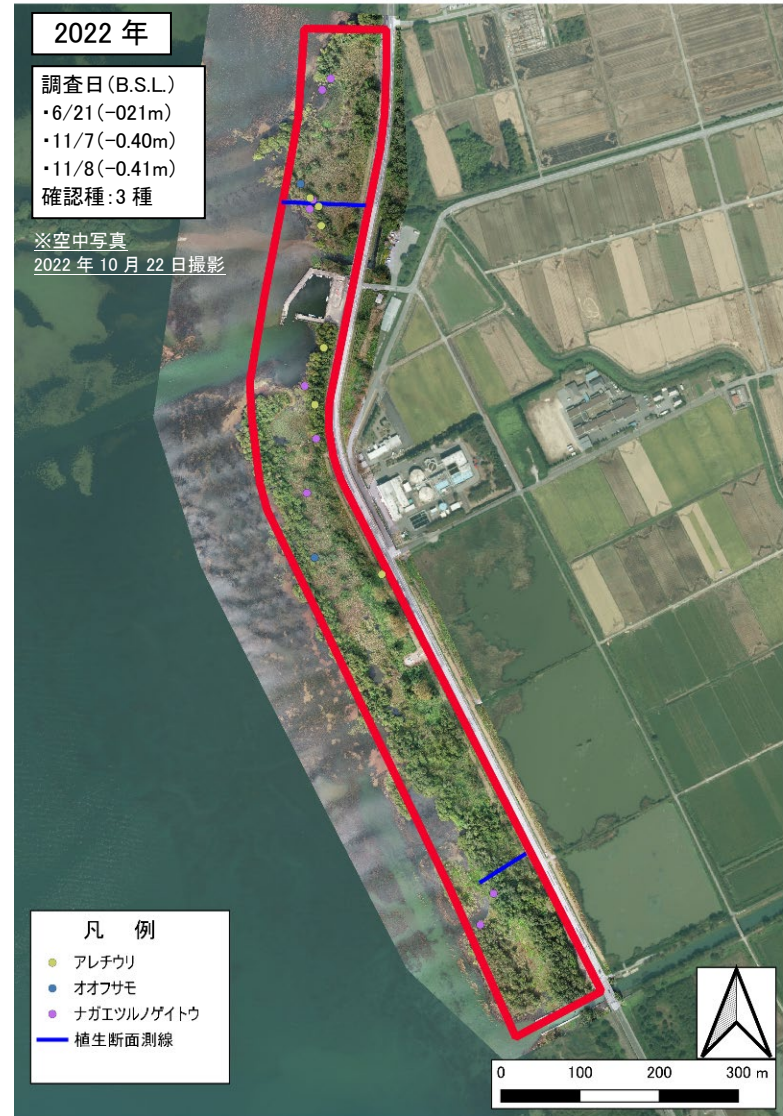 2022 年
調査日(B.S.L.)
・6/21(-021m)
・11/7(-0.40m)
・11/8(-0.41m)
確認種:3 種
※空中写真
2022 年 10 月 22 日撮影
凡 例
アレチウリ
オオフサモ
ナガエツルノゲイトウ
植生断面測線
0 100 200 300 m